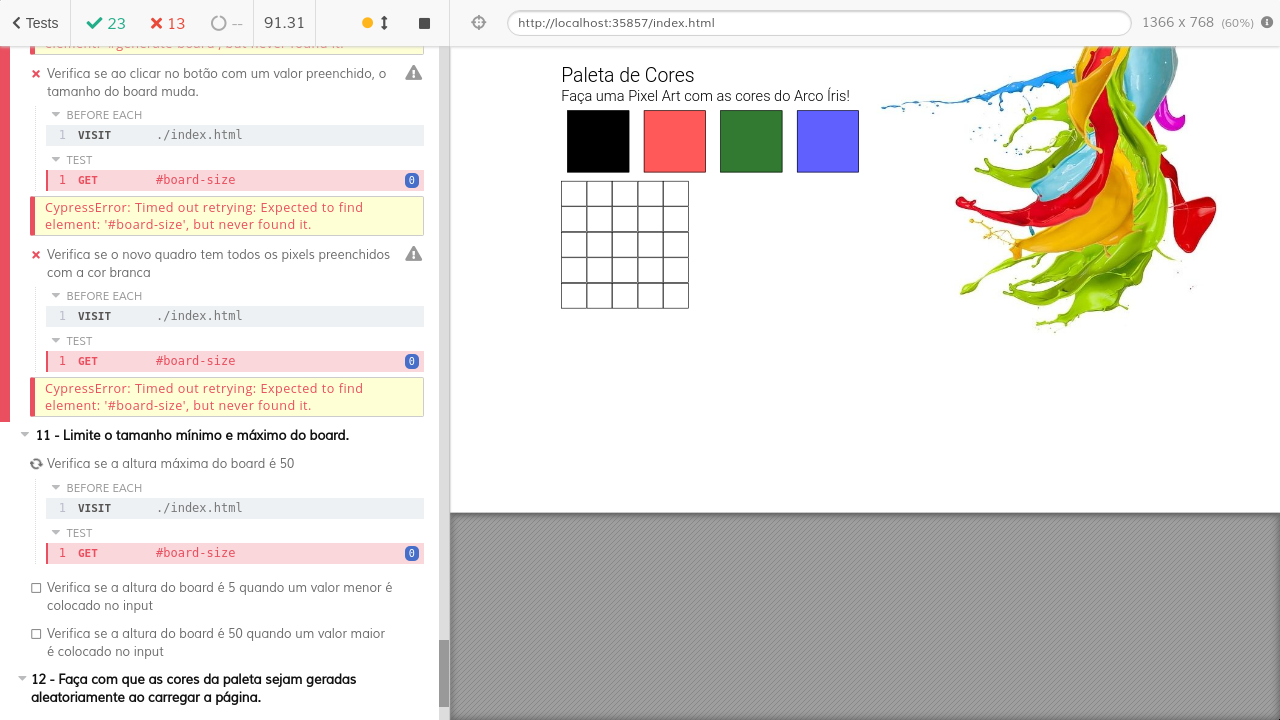 Tests
23
13
--
91.31
http://localhost:35857/index.html
1366 x 768 (60%)
element: '#generate-board', but never found it.
Verifica se ao clicar no botão com um valor preenchido, o
tamanho do board muda.
BEFORE EACH
1 VISIT ./index.html
TEST
1 GET #board-size 0
CypressError: Timed out retrying: Expected to find
element: '#board-size', but never found it.
Verifica se o novo quadro tem todos os pixels preenchidos
com a cor branca
BEFORE EACH
1 VISIT ./index.html
TEST
1 GET #board-size 0
CypressError: Timed out retrying: Expected to find
element: '#board-size', but never found it.
11 - Limite o tamanho mínimo e máximo do board.
Verifica se a altura máxima do board é 50
BEFORE EACH
1 VISIT ./index.html
TEST
1 GET #board-size 0
Verifica se a altura do board é 5 quando um valor menor é
colocado no input
Verifica se a altura do board é 50 quando um valor maior
é colocado no input
12 - Faça com que as cores da paleta sejam geradas
aleatoriamente ao carregar a página.
Paleta de Cores
Faça uma Pixel Art com as cores do Arco Íris!